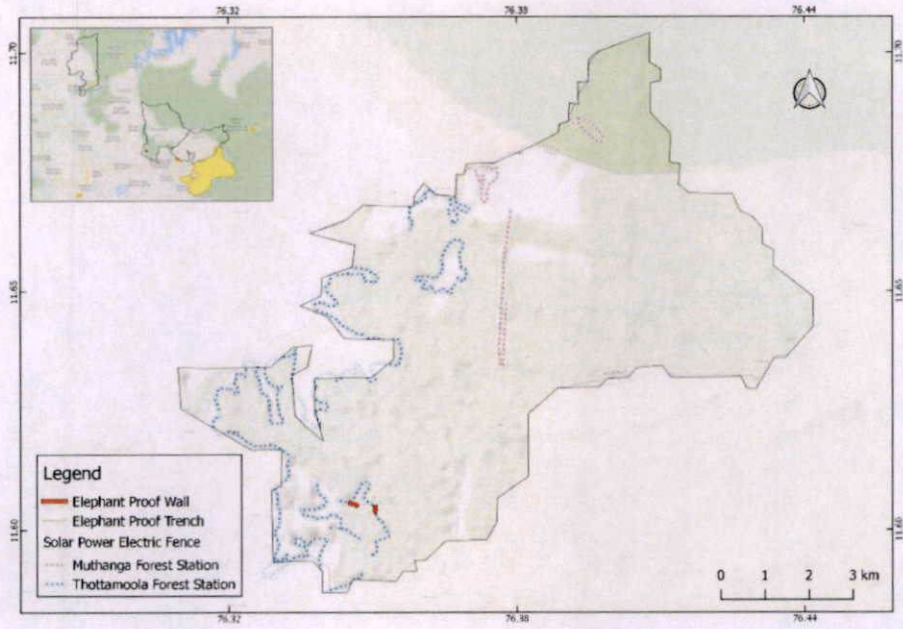 76.32 76.38 76.44
11.70 11.70
11.65 11.65
Legend
Elephant Proof Wall
Elephant Proof Trench
Solar Power Electric Fence
Muthanga Forest Station
Thottamoola Forest Station
11.60 11.60
0 1 2 3 km
76.32 76.38 76.44